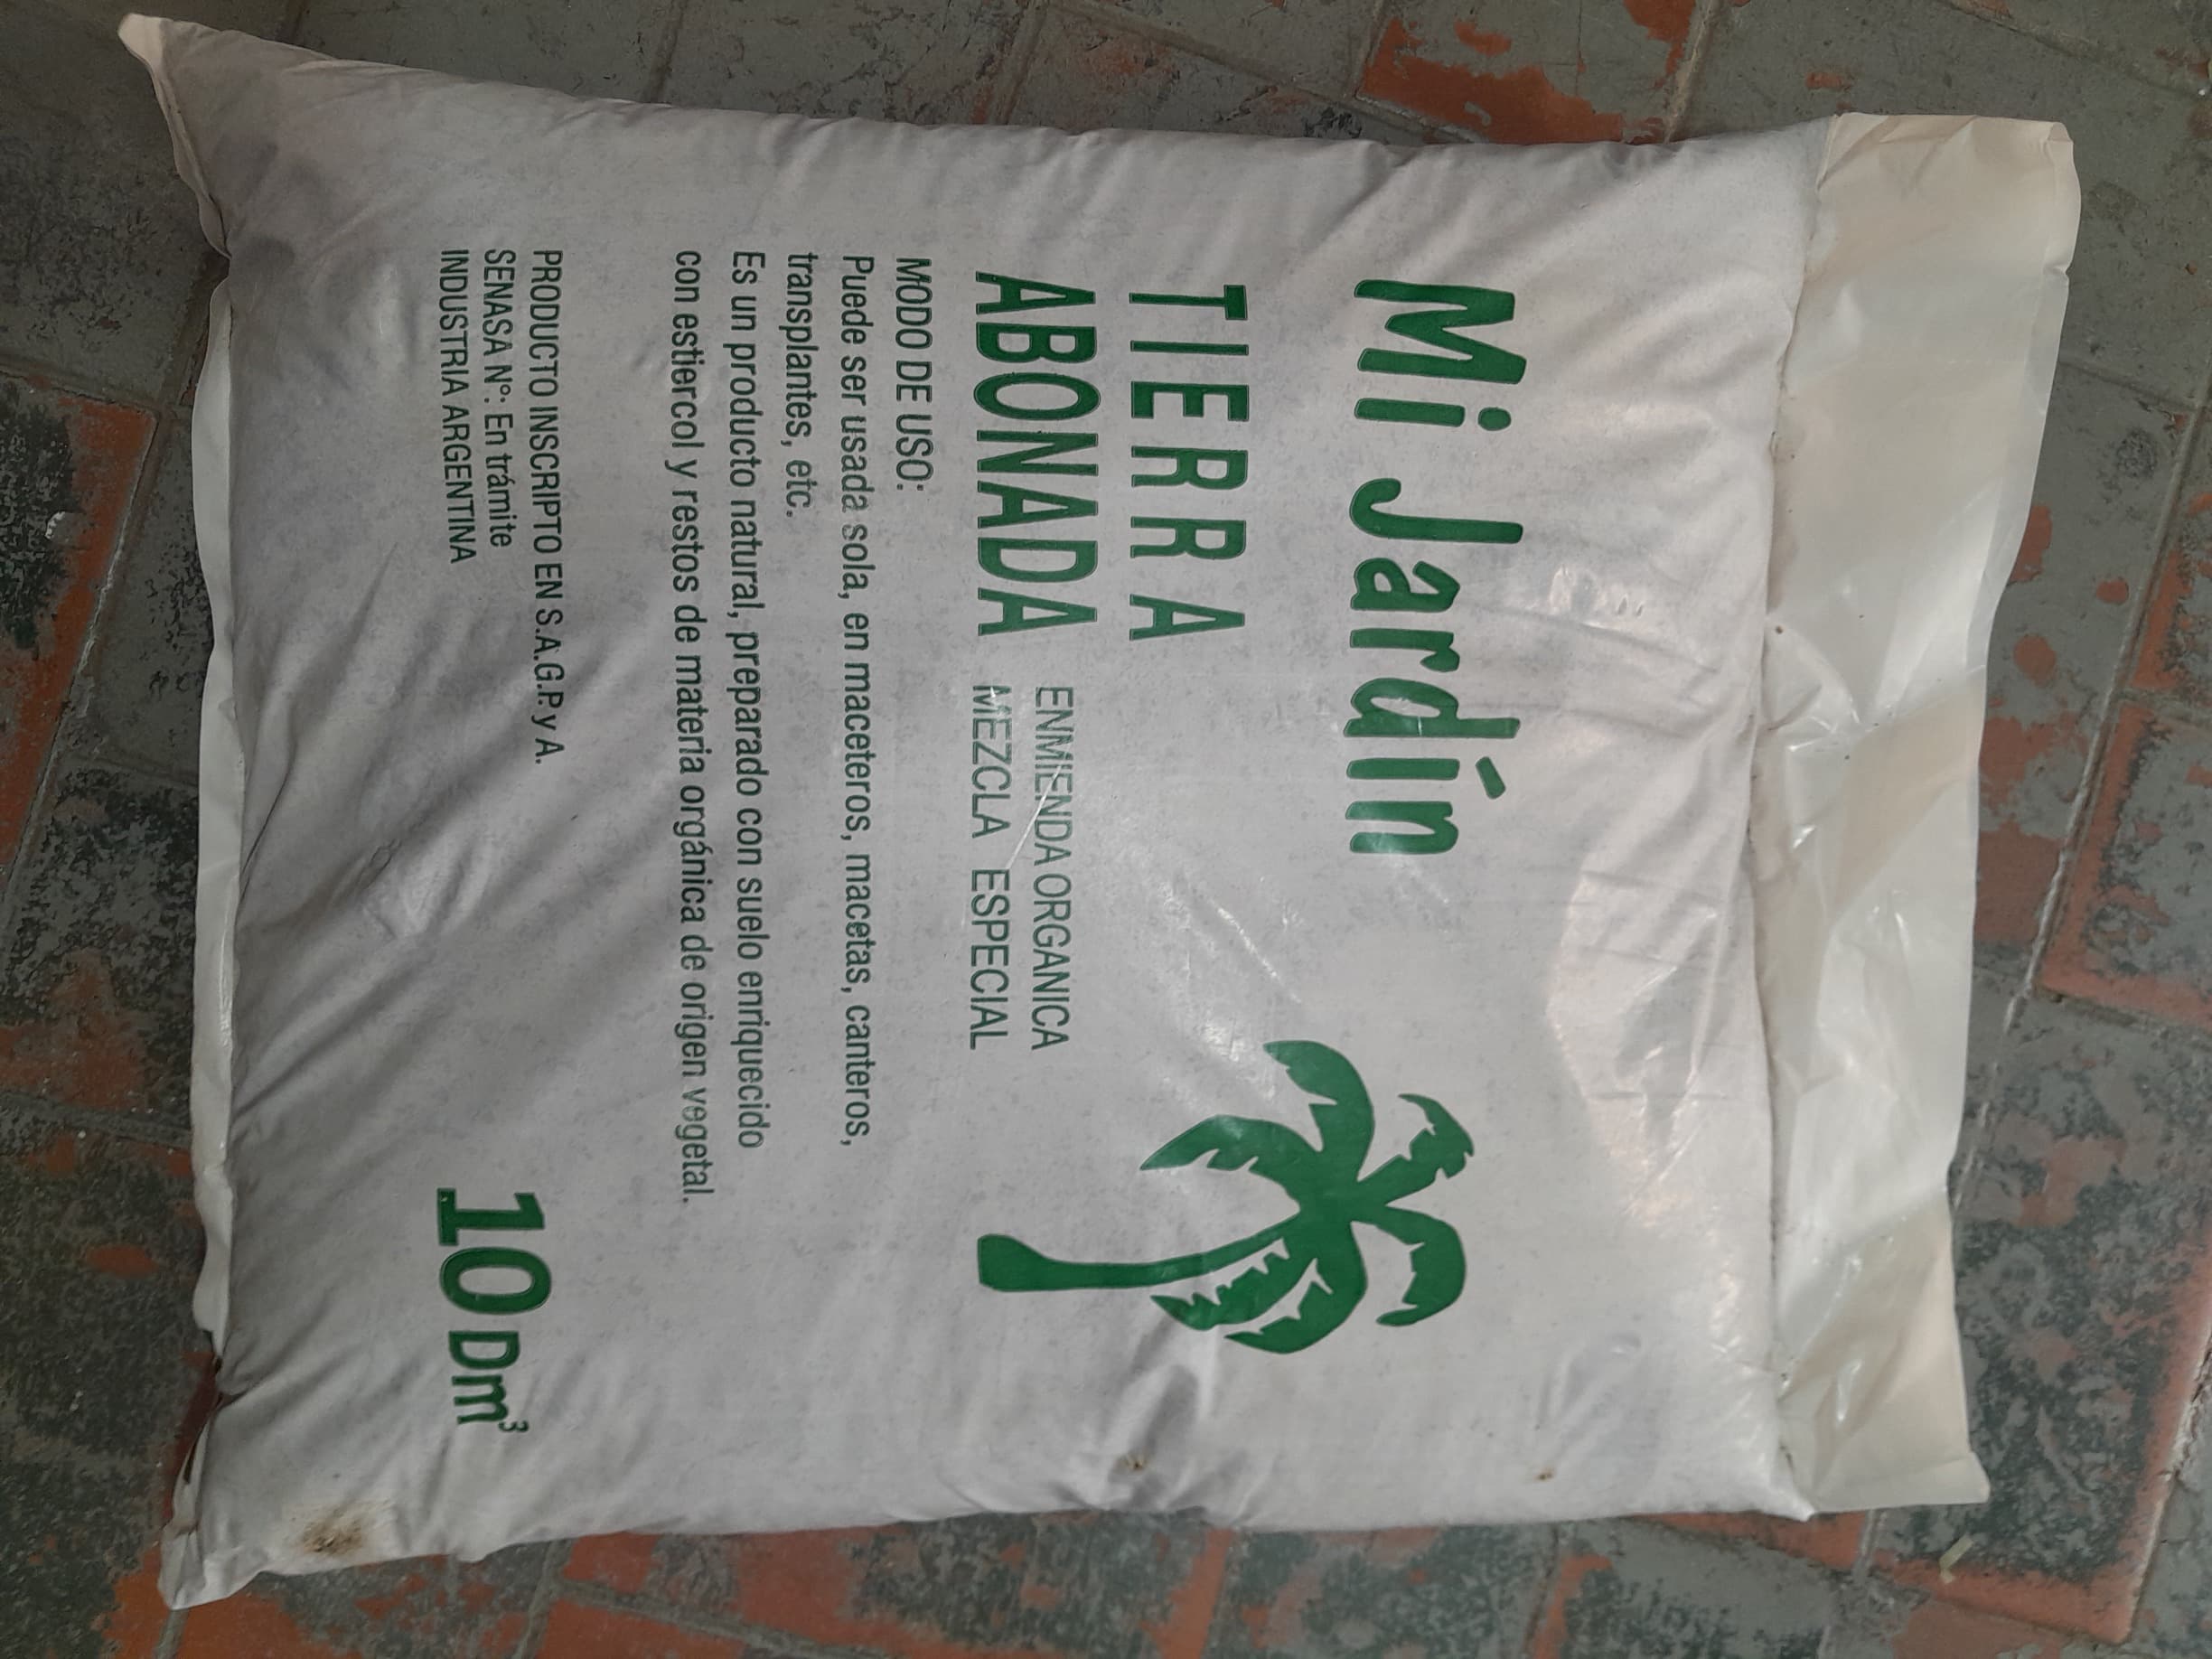 Mi Jardín
TIERRA
ABONADA
ENMIENDA ORGANICA
MEZCLA ESPECIAL
MODO DE USO:
Puede ser usada sola, en maceteros, macetas, canteros,
transplantes, etc.
Es un producto natural, preparado con suelo enriquecido
con estiercol y restos de materia orgánica de origen vegetal.
PRODUCTO INSCRIPTO EN S.A.G.P. y A.
SENASA Nº: En trámite
INDUSTRIA ARGENTINA
10 Dm³